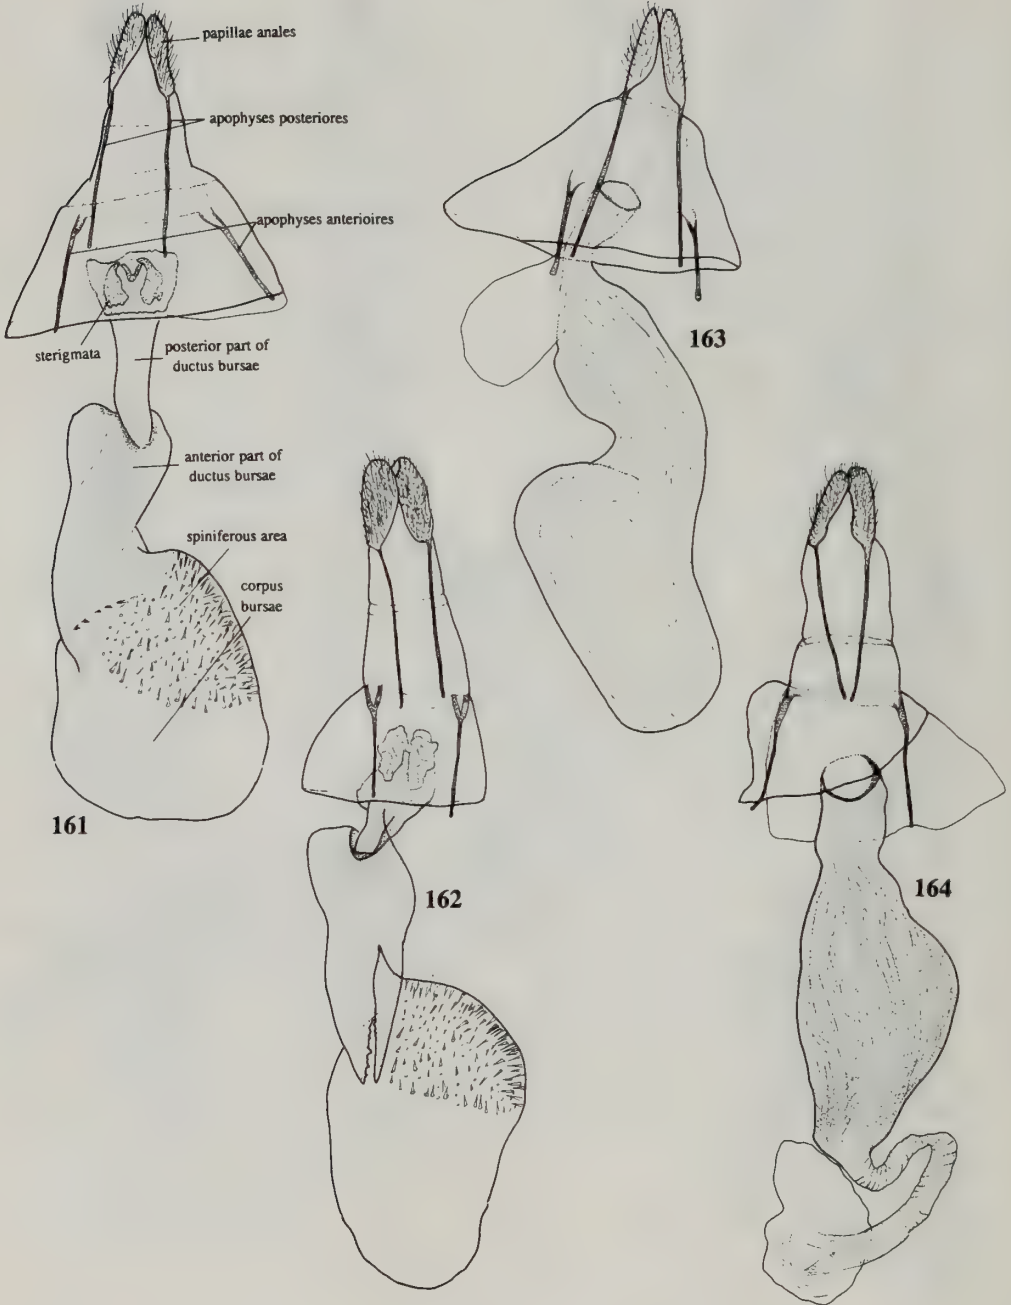 papillae anales
apophyses posteriores
apophyses anterioires
sterigmata
posterior part of
ductus bursae
anterior part of
ductus bursae
spiniferous area
corpus
bursae
161
163
162
164